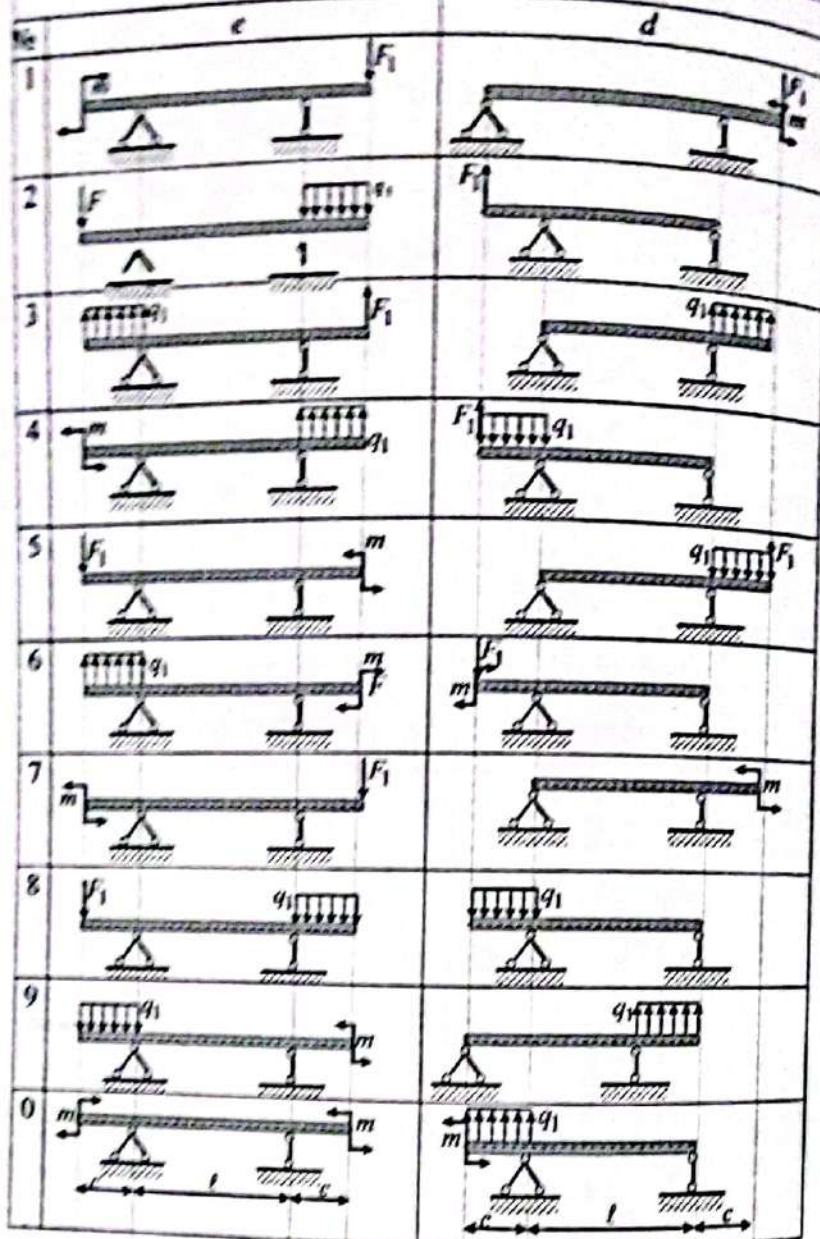 № e d
1 F₁ F₁ m
2 F q₁ F₁
3 q₁ F₁ q₁
4 m q₁ F₁ q₁
5 F₁ m q₁ F₁
6 q₁ m F m
7 m F₁ m
8 F₁ q₁ q₁
9 q₁ m q₁
0 m m m q₁
l c c l c